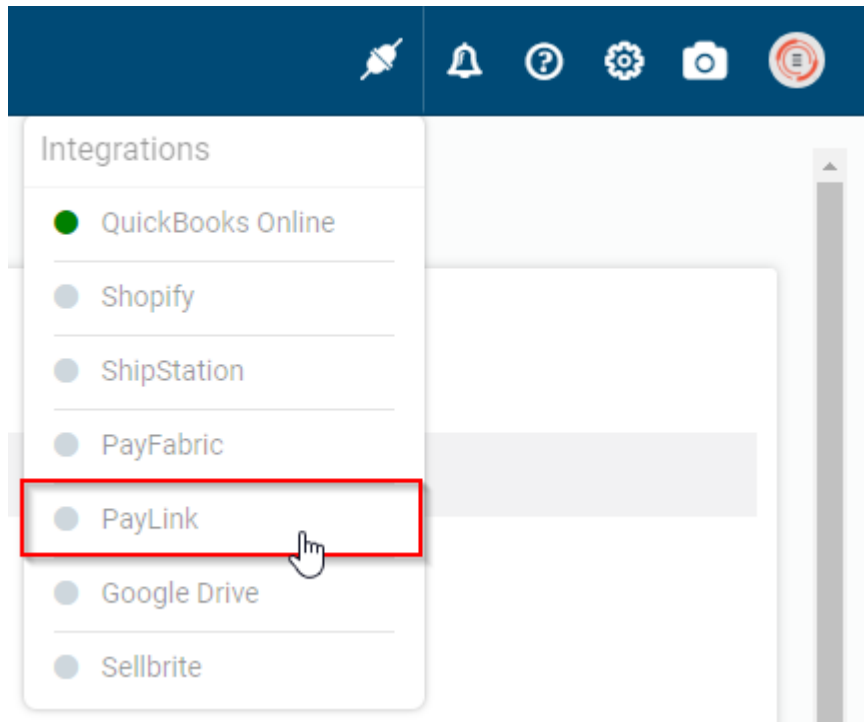 Integrations
QuickBooks Online
Shopify
ShipStation
PayFabric
PayLink
Google Drive
Sellbrite